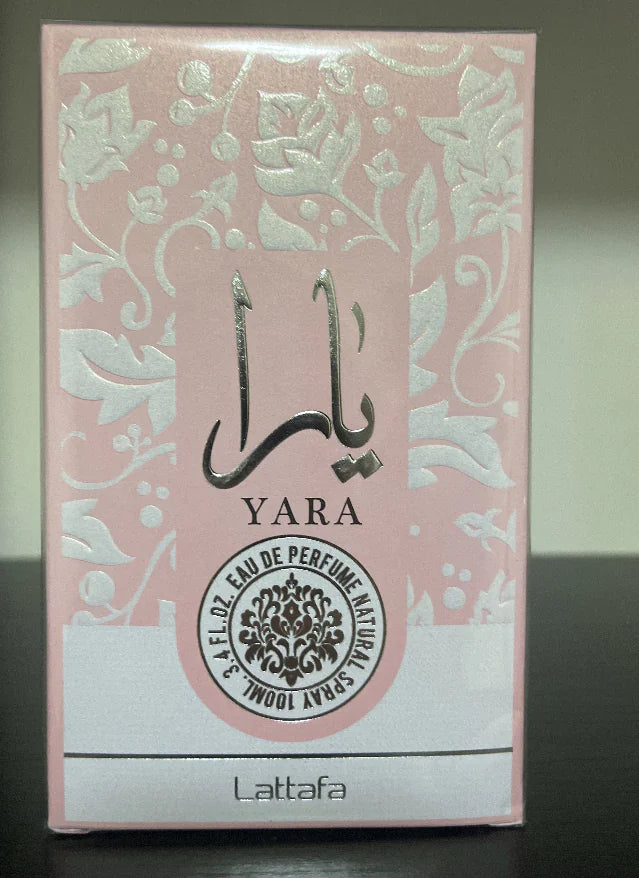 يارا
YARA
EAU DE PERFUME NATURAL SPRAY 100ML. 3.4 FL.OZ.
Lattafa